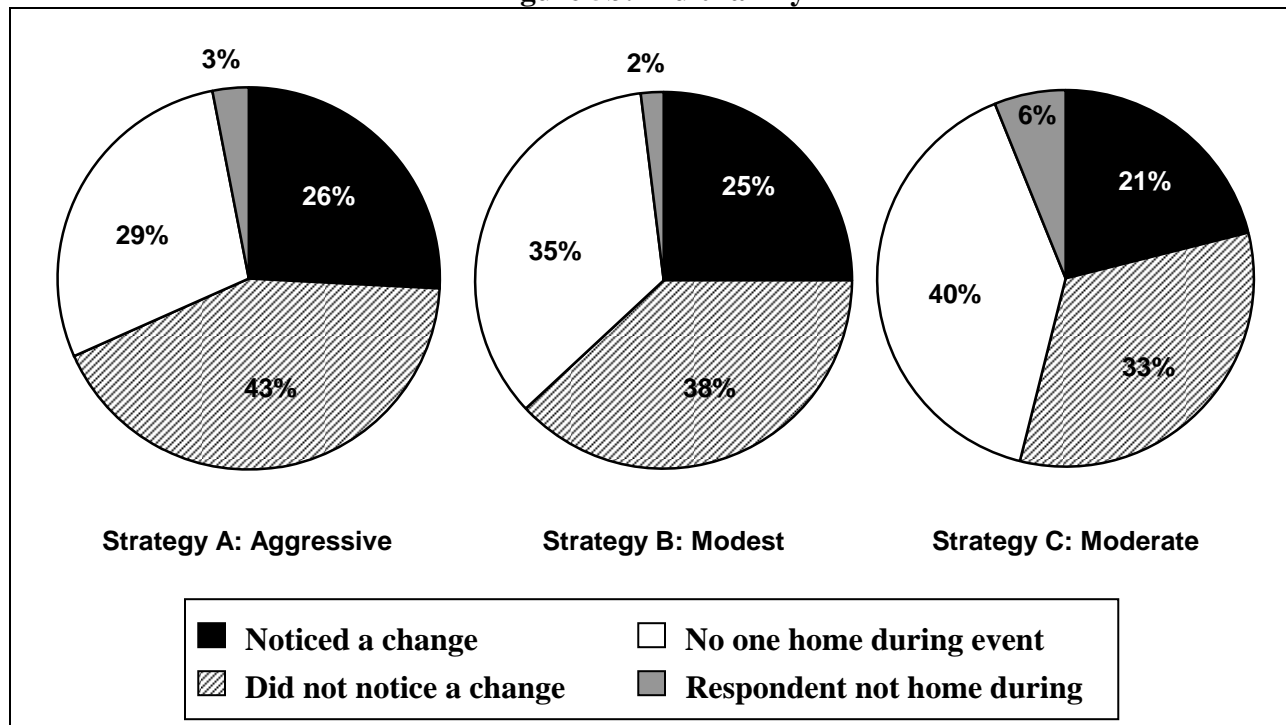 3%
26%
29%
43%
2%
25%
35%
38%
6%
21%
40%
33%
Strategy A: Aggressive
Strategy B: Modest
Strategy C: Moderate
Noticed a change
No one home during event
Did not notice a change
Respondent not home during